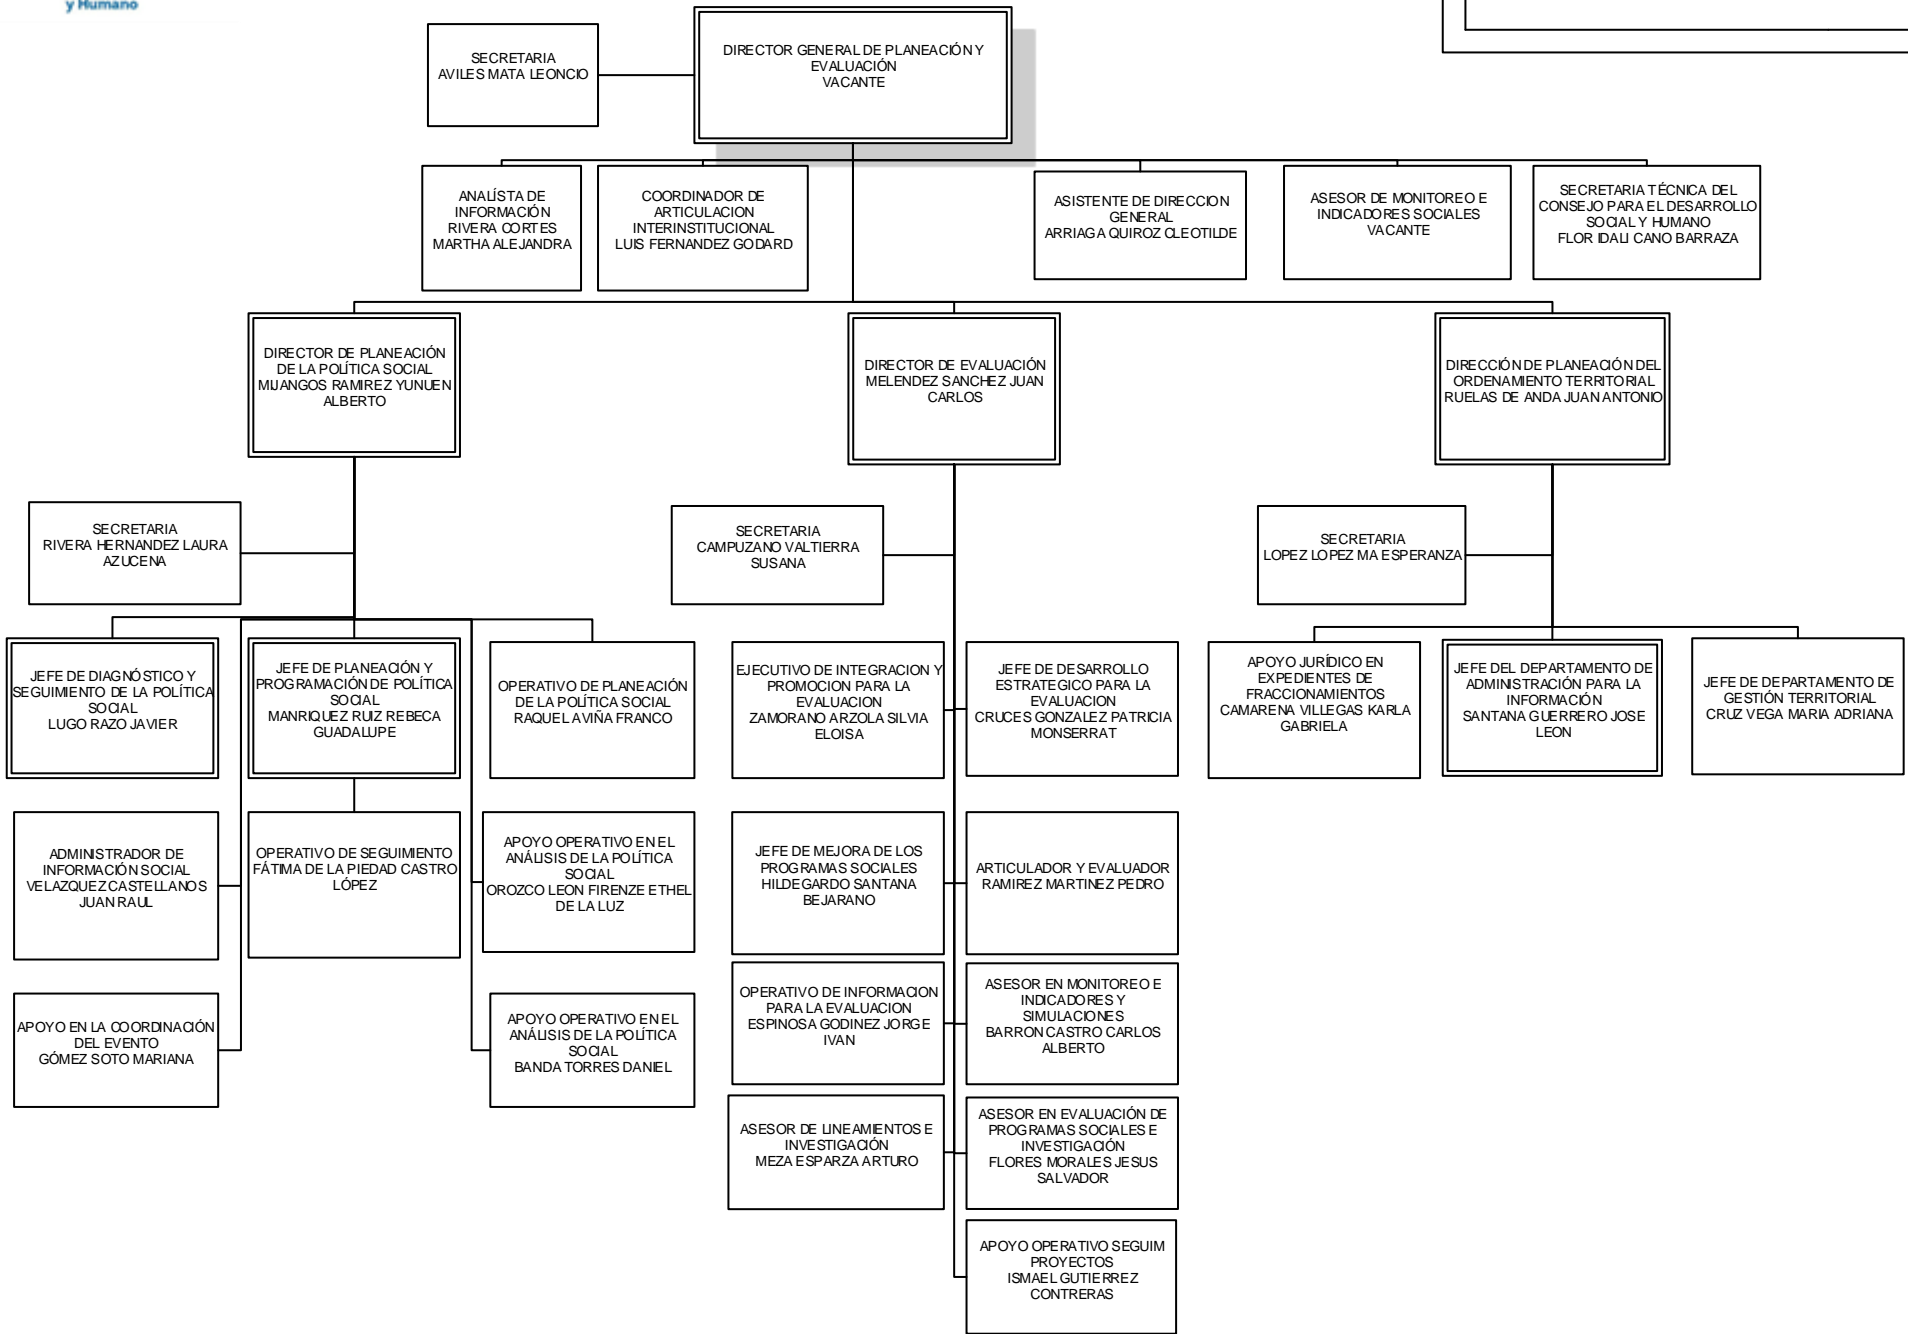 y Humano
SECRETARIA
AVILES MATA LEONCIO
DIRECTOR GENERAL DE PLANEACIÓN Y
EVALUACIÓN
VACANTE
ANALÍSTA DE
INFORMACIÓN
RIVERA CORTES
MARTHA ALEJANDRA
COORDINADOR DE
ARTICULACION
INTERINSTITUCIONAL
LUIS FERNANDEZ GODARD
ASISTENTE DE DIRECCION
GENERAL
ARRIAGA QUIROZ CLEOTILDE
ASESOR DE MONITOREO E
INDICADORES SOCIALES
VACANTE
SECRETARIA TÉCNICA DEL
CONSEJO PARA EL DESARROLLO
SOCIAL Y HUMANO
FLOR IDALI CANO BARRAZA
DIRECTOR DE PLANEACIÓN
DE LA POLÍTICA SOCIAL
MIJANGOS RAMIREZ YUNUEN
ALBERTO
DIRECTOR DE EVALUACIÓN
MELENDEZ SANCHEZ JUAN
CARLOS
DIRECCIÓN DE PLANEACIÓN DEL
ORDENAMIENTO TERRITORIAL
RUELAS DE ANDA JUAN ANTONIO
SECRETARIA
RIVERA HERNANDEZ LAURA
AZUCENA
SECRETARIA
CAMPUZANO VALTIERRA
SUSANA
SECRETARIA
LOPEZ LOPEZ MA ESPERANZA
JEFE DE DIAGNÓSTICO Y
SEGUIMIENTO DE LA POLÍTICA
SOCIAL
LUGO RAZO JAVIER
JEFE DE PLANEACIÓN Y
PROGRAMACIÓN DE POLÍTICA
SOCIAL
MANRIQUEZ RUIZ REBECA
GUADALUPE
OPERATIVO DE PLANEACIÓN
DE LA POLÍTICA SOCIAL
RAQUEL AVIÑA FRANCO
EJECUTIVO DE INTEGRACION Y
PROMOCION PARA LA
EVALUACION
ZAMORANO ARZOLA SILVIA
ELOISA
JEFE DE DESARROLLO
ESTRATEGICO PARA LA
EVALUACION
CRUCES GONZALEZ PATRICIA
MONSERRAT
APOYO JURÍDICO EN
EXPEDIENTES DE
FRACCIONAMIENTOS
CAMARENA VILLEGAS KARLA
GABRIELA
JEFE DEL DEPARTAMENTO DE
ADMINISTRACIÓN PARA LA
INFORMACIÓN
SANTANA GUERRERO JOSE
LEON
JEFE DE DEPARTAMENTO DE
GESTIÓN TERRITORIAL
CRUZ VEGA MARIA ADRIANA
ADMINISTRADOR DE
INFORMACIÓN SOCIAL
VELAZQUEZ CASTELLANOS
JUAN RAUL
OPERATIVO DE SEGUIMIENTO
FÁTIMA DE LA PIEDAD CASTRO
LÓPEZ
APOYO OPERATIVO EN EL
ANÁLISIS DE LA POLÍTICA
SOCIAL
OROZCO LEON FIRENZE ETHEL
DE LA LUZ
JEFE DE MEJORA DE LOS
PROGRAMAS SOCIALES
HILDEGARDO SANTANA
BEJARANO
ARTICULADOR Y EVALUADOR
RAMIREZ MARTINEZ PEDRO
APOYO EN LA COORDINACIÓN
DEL EVENTO
GÓMEZ SOTO MARIANA
APOYO OPERATIVO EN EL
ANÁLISIS DE LA POLÍTICA
SOCIAL
BANDA TORRES DANIEL
OPERATIVO DE INFORMACION
PARA LA EVALUACION
ESPINOSA GODINEZ JORGE
IVAN
ASESOR EN MONITOREO E
INDICADORES Y
SIMULACIONES
BARRON CASTRO CARLOS
ALBERTO
ASESOR DE LINEAMIENTOS E
INVESTIGACIÓN
MEZA ESPARZA ARTURO
ASESOR EN EVALUACIÓN DE
PROGRAMAS SOCIALES E
INVESTIGACIÓN
FLORES MORALES JESUS
SALVADOR
APOYO OPERATIVO SEGUIM
PROYECTOS
ISMAEL GUTIERREZ
CONTRERAS